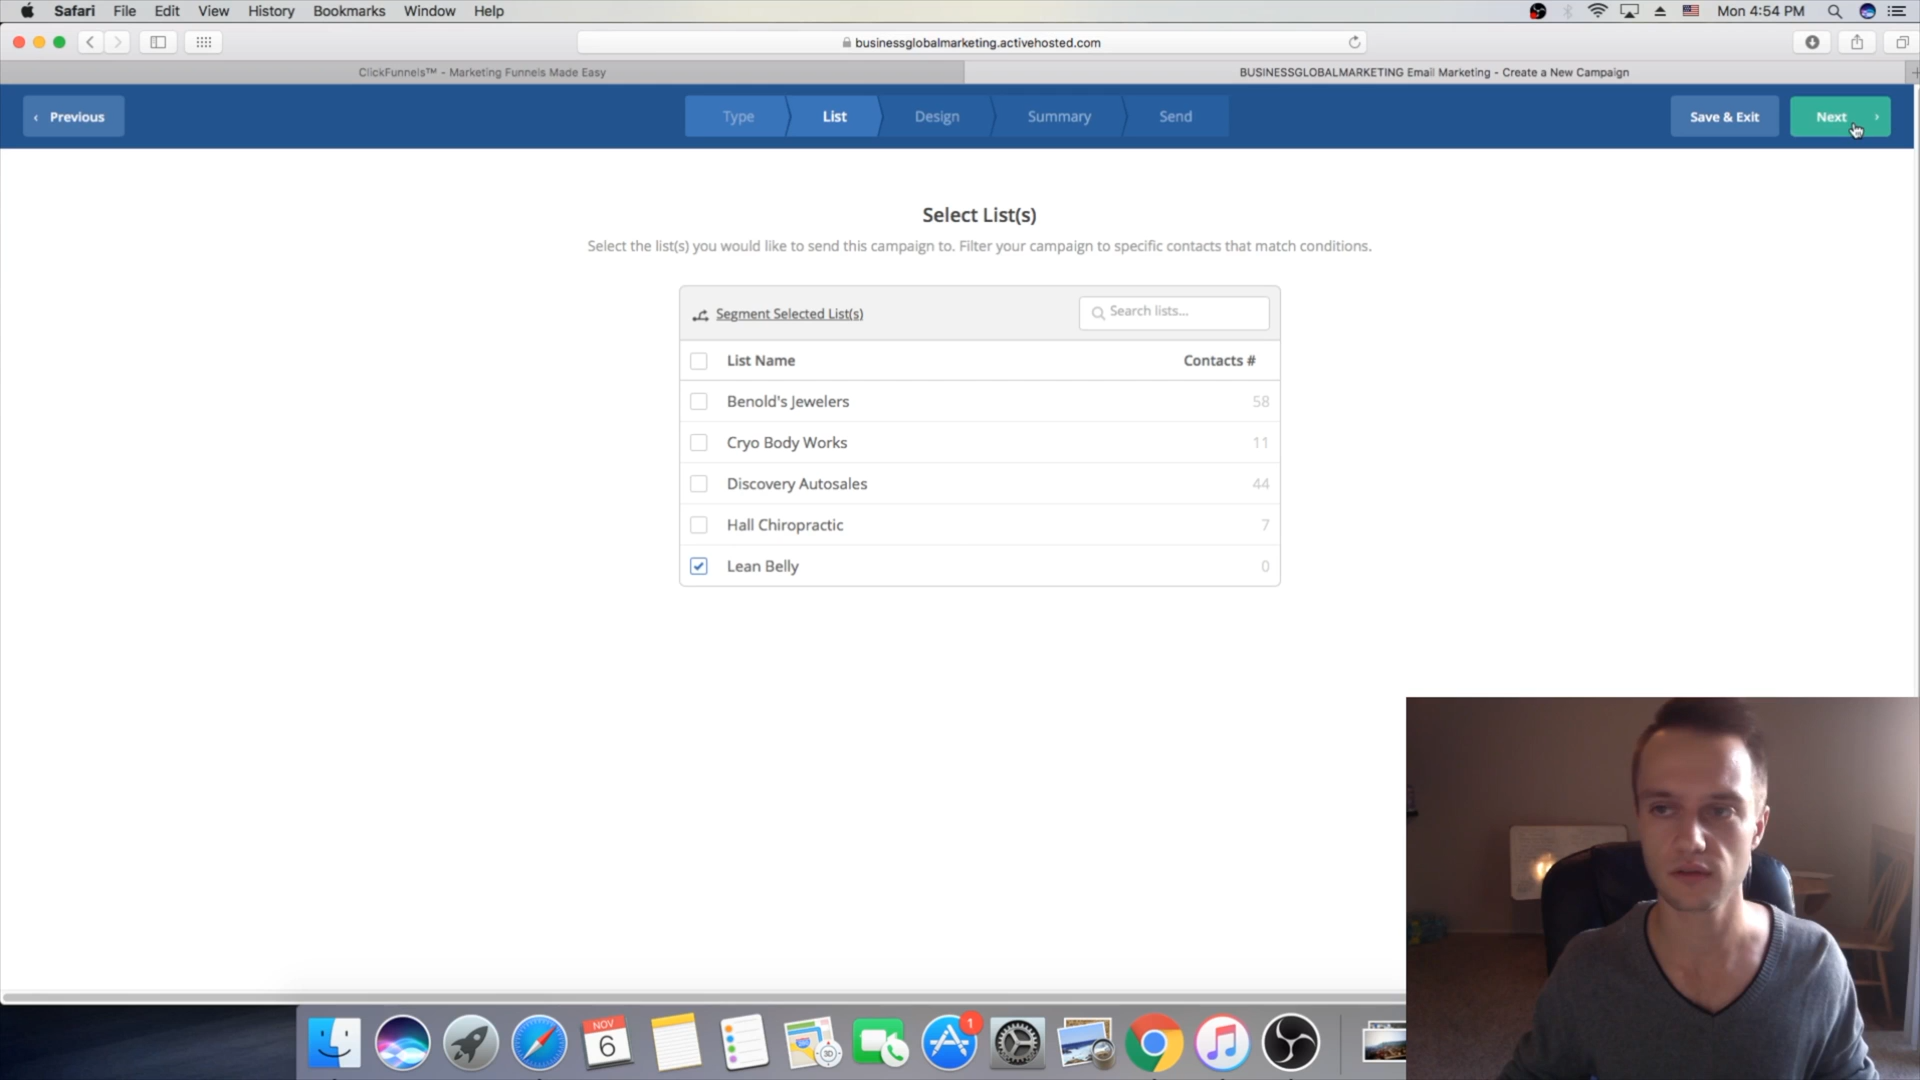 Safari File Edit View History Bookmarks Window Help Mon 4:54 PM
businessglobalmarketing.activehosted.com
ClickFunnels™ - Marketing Funnels Made Easy BUSINESSGLOBALMARKETING Email Marketing - Create a New Campaign
Previous Type List Design Summary Send Save & Exit Next
Select List(s)
Select the list(s) you would like to send this campaign to. Filter your campaign to specific contacts that match conditions.
Segment Selected List(s) Search lists...
List Name Contacts #
Benold's Jewelers 58
Cryo Body Works 11
Discovery Autosales 44
Hall Chiropractic 7
Lean Belly 0
NOV
6
3D
1